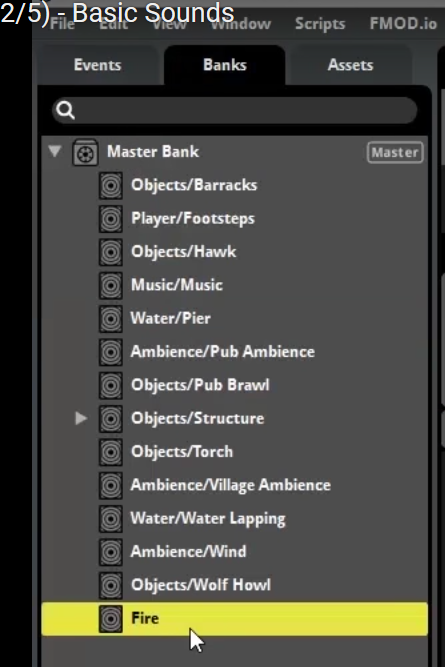 2/5) - Basic Sounds
File Edit View Window Scripts FMOD.io
Events Banks Assets
Master Bank Master
Objects/Barracks
Player/Footsteps
Objects/Hawk
Music/Music
Water/Pier
Ambience/Pub Ambience
Objects/Pub Brawl
Objects/Structure
Objects/Torch
Ambience/Village Ambience
Water/Water Lapping
Ambience/Wind
Objects/Wolf Howl
Fire